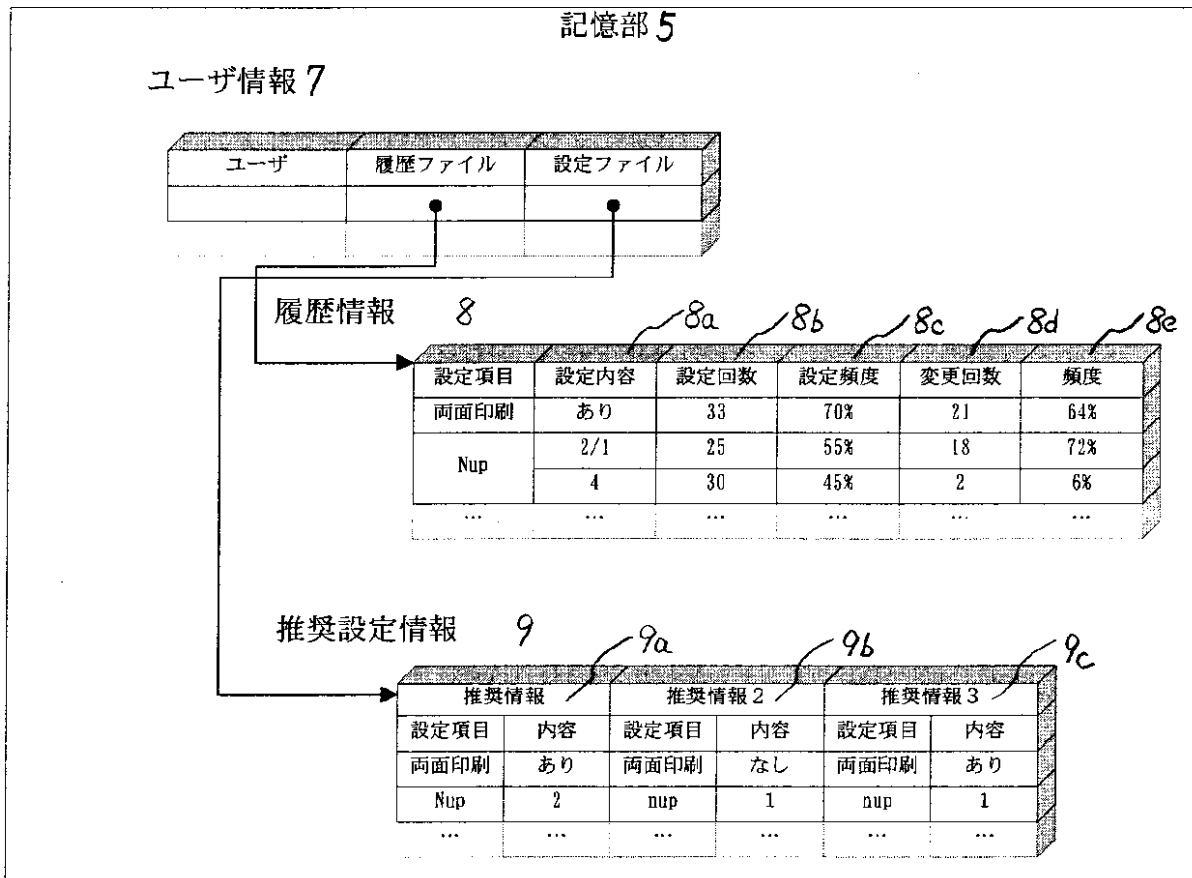 記憶部 5
ユーザ情報 7
ユーザ 履歴ファイル 設定ファイル
履歴情報 8 8a 8b 8c 8d 8e
設定項目 設定内容 設定回数 設定頻度 変更回数 頻度
両面印刷 あり 33 70% 21 64%
Nup 2/1 25 55% 18 72%
4 30 45% 2 6%
… … … … … …
推奨設定情報 9 9a 9b 9c
推奨情報 推奨情報2 推奨情報3
設定項目 内容 設定項目 内容 設定項目 内容
両面印刷 あり 両面印刷 なし 両面印刷 あり
Nup 2 nup 1 nup 1
… … … … … …